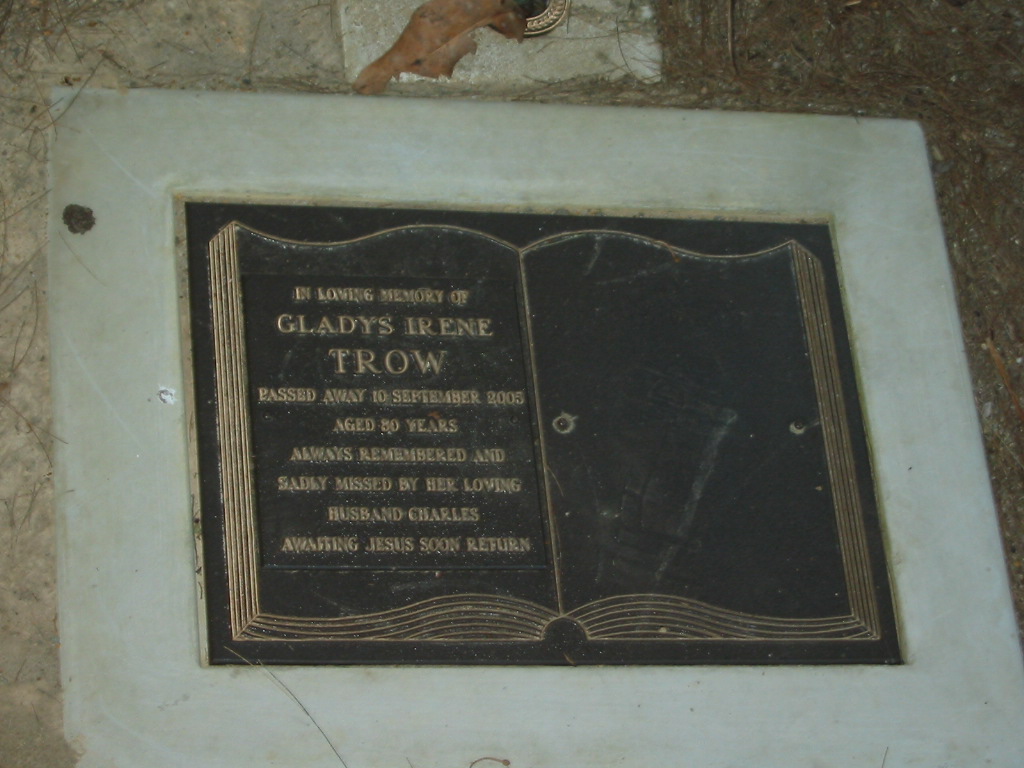 IN LOVING MEMORY OF
GLADYS IRENE
TROW
PASSED AWAY 10 SEPTEMBER 2005
AGED 80 YEARS
ALWAYS REMEMBERED AND
SADLY MISSED BY HER LOVING
HUSBAND CHARLES
AWAITING JESUS SOON RETURN